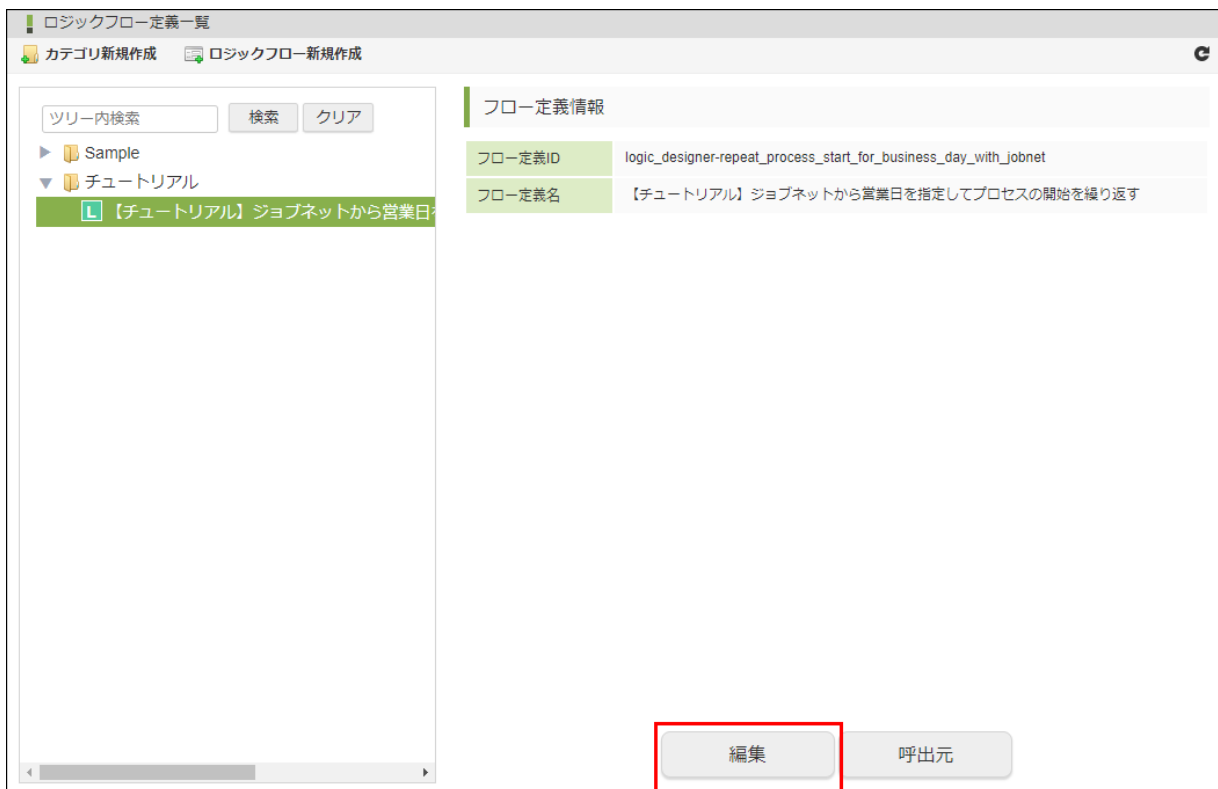 ロジックフロー定義一覧
カテゴリ新規作成 ロジックフロー新規作成
ツリー内検索 検索 クリア
Sample
チュートリアル
L 【チュートリアル】ジョブネットから営業日
フロー定義情報
フロー定義ID logic_designer-repeat_process_start_for_business_day_with_jobnet
フロー定義名 【チュートリアル】ジョブネットから営業日を指定してプロセスの開始を繰り返す
編集 呼出元